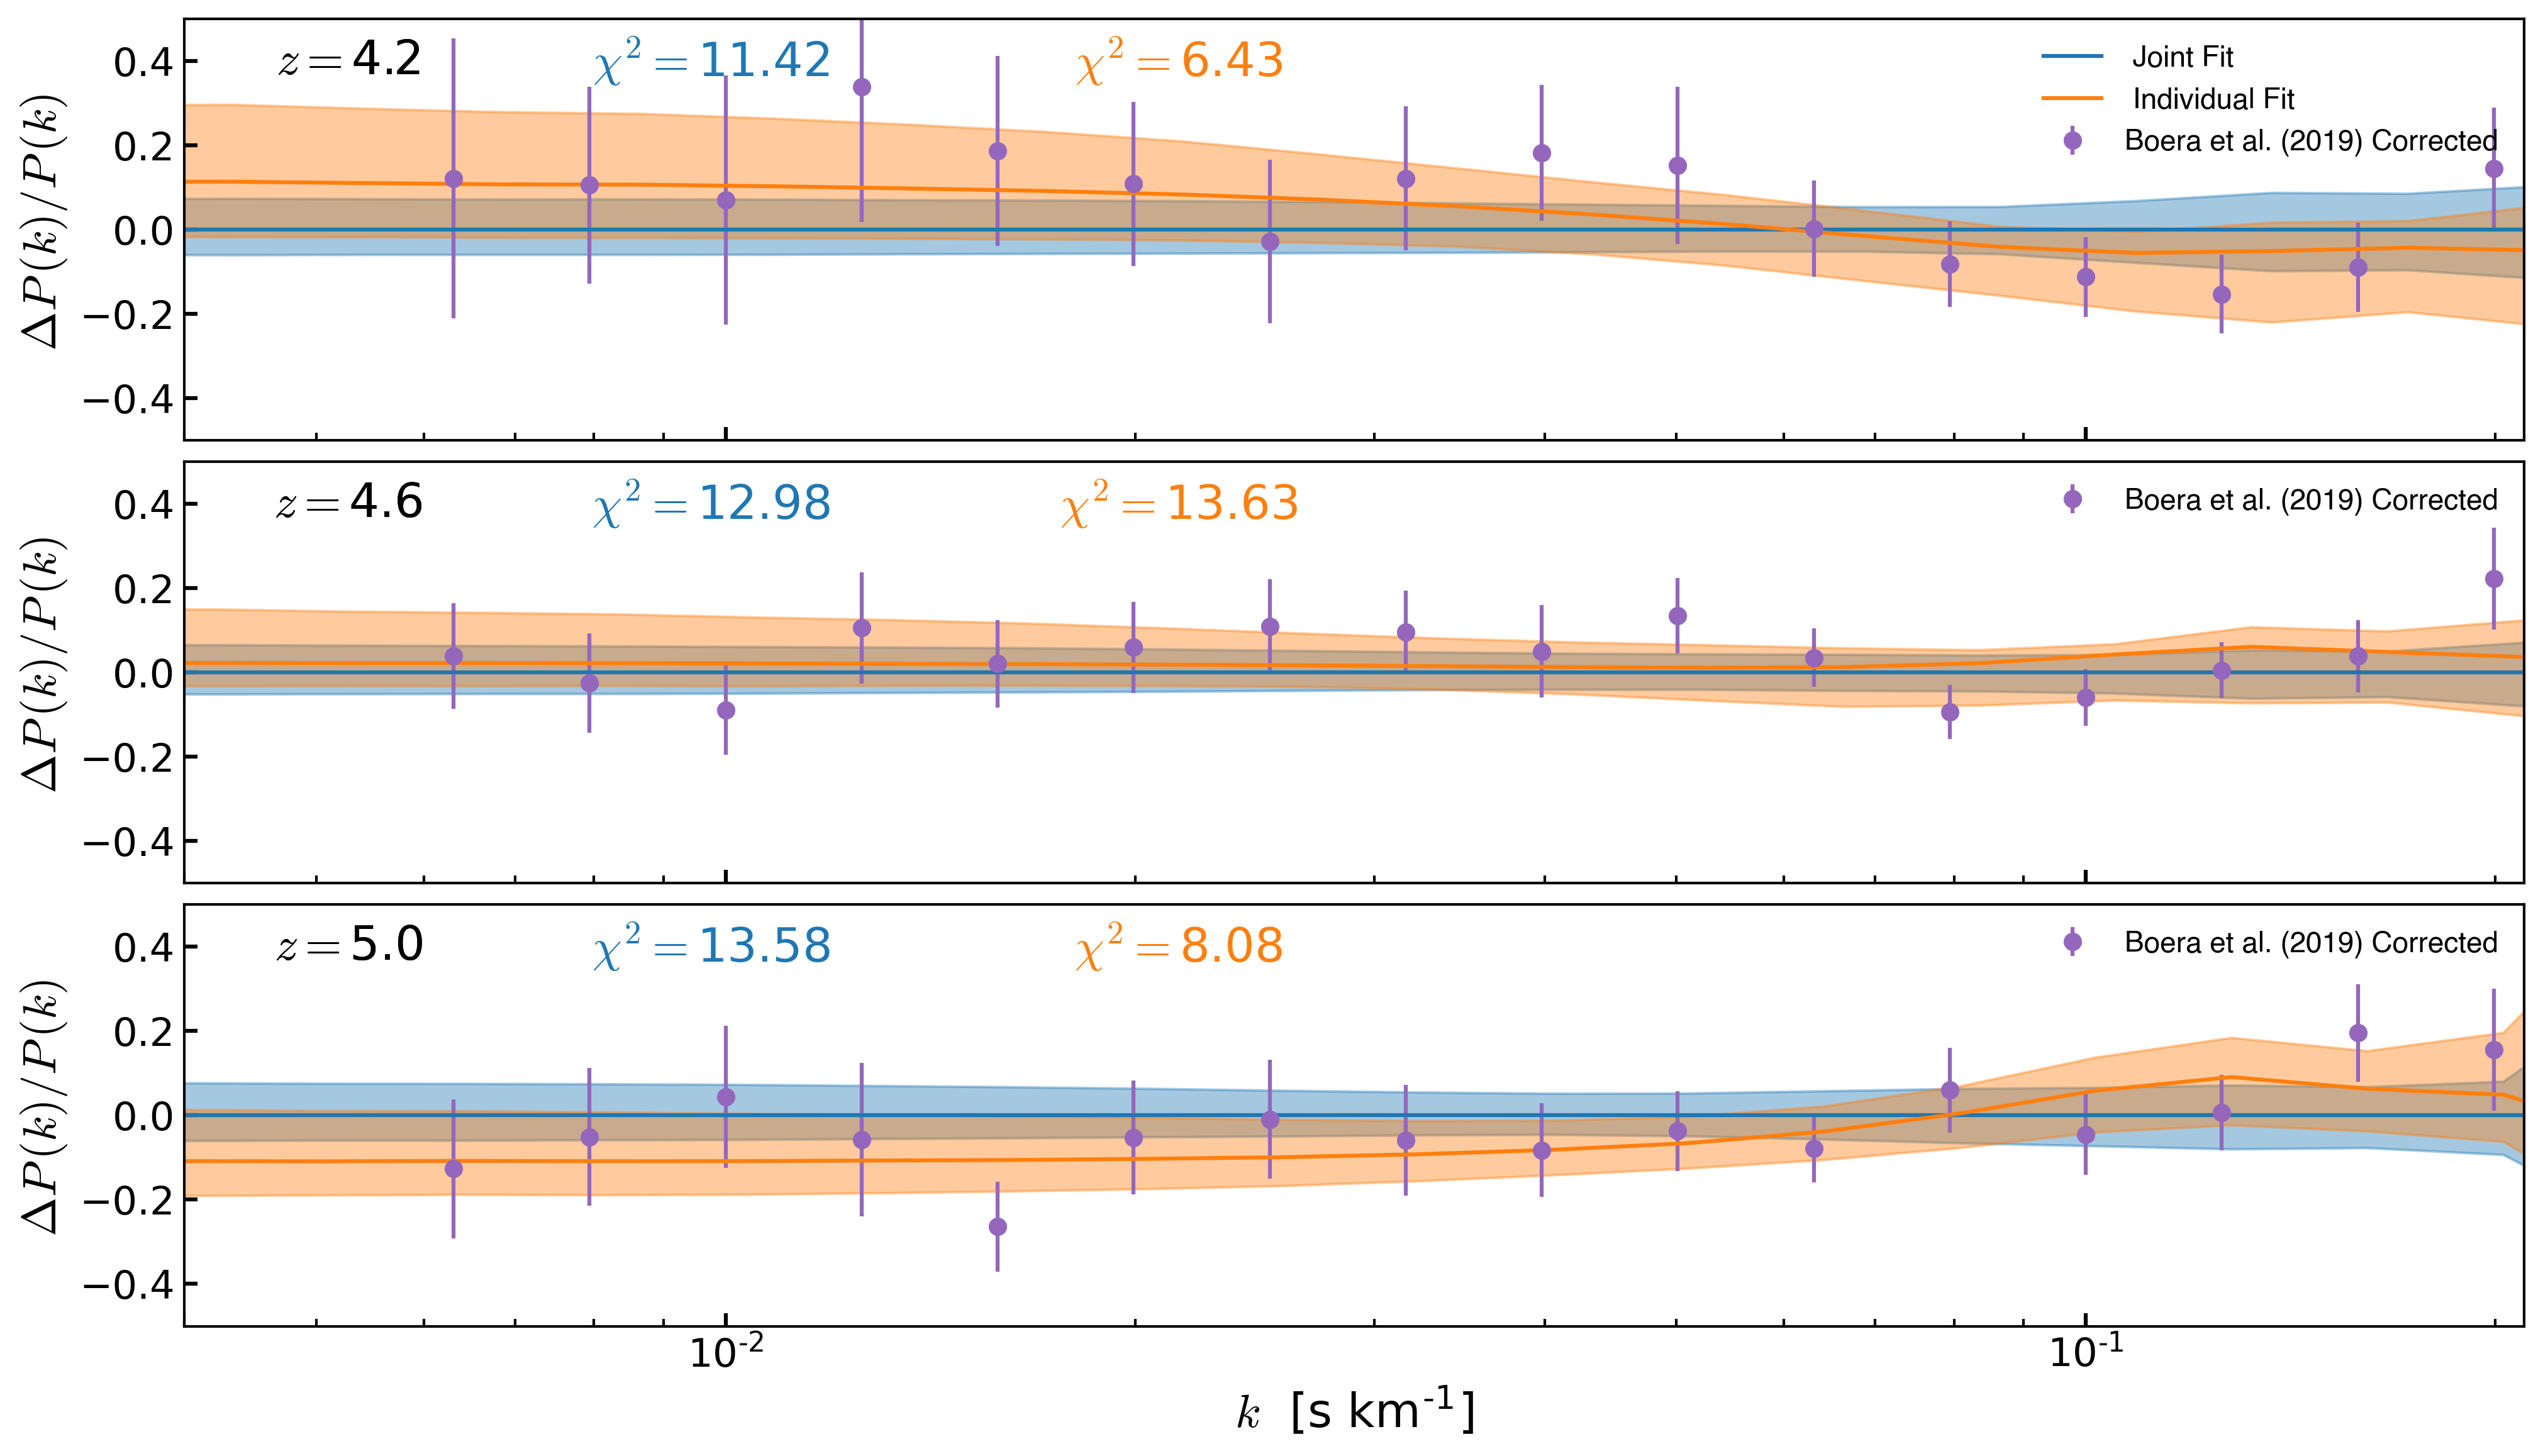 z = 4.2
χ² = 11.42
χ² = 6.43
Joint Fit
Individual Fit
Boera et al. (2019) Corrected
ΔP(k)/P(k)
0.4
0.2
0.0
−0.2
−0.4
z = 4.6
χ² = 12.98
χ² = 13.63
Boera et al. (2019) Corrected
ΔP(k)/P(k)
0.4
0.2
0.0
−0.2
−0.4
z = 5.0
χ² = 13.58
χ² = 8.08
Boera et al. (2019) Corrected
ΔP(k)/P(k)
0.4
0.2
0.0
−0.2
−0.4
10⁻² 10⁻¹
k [s km⁻¹]